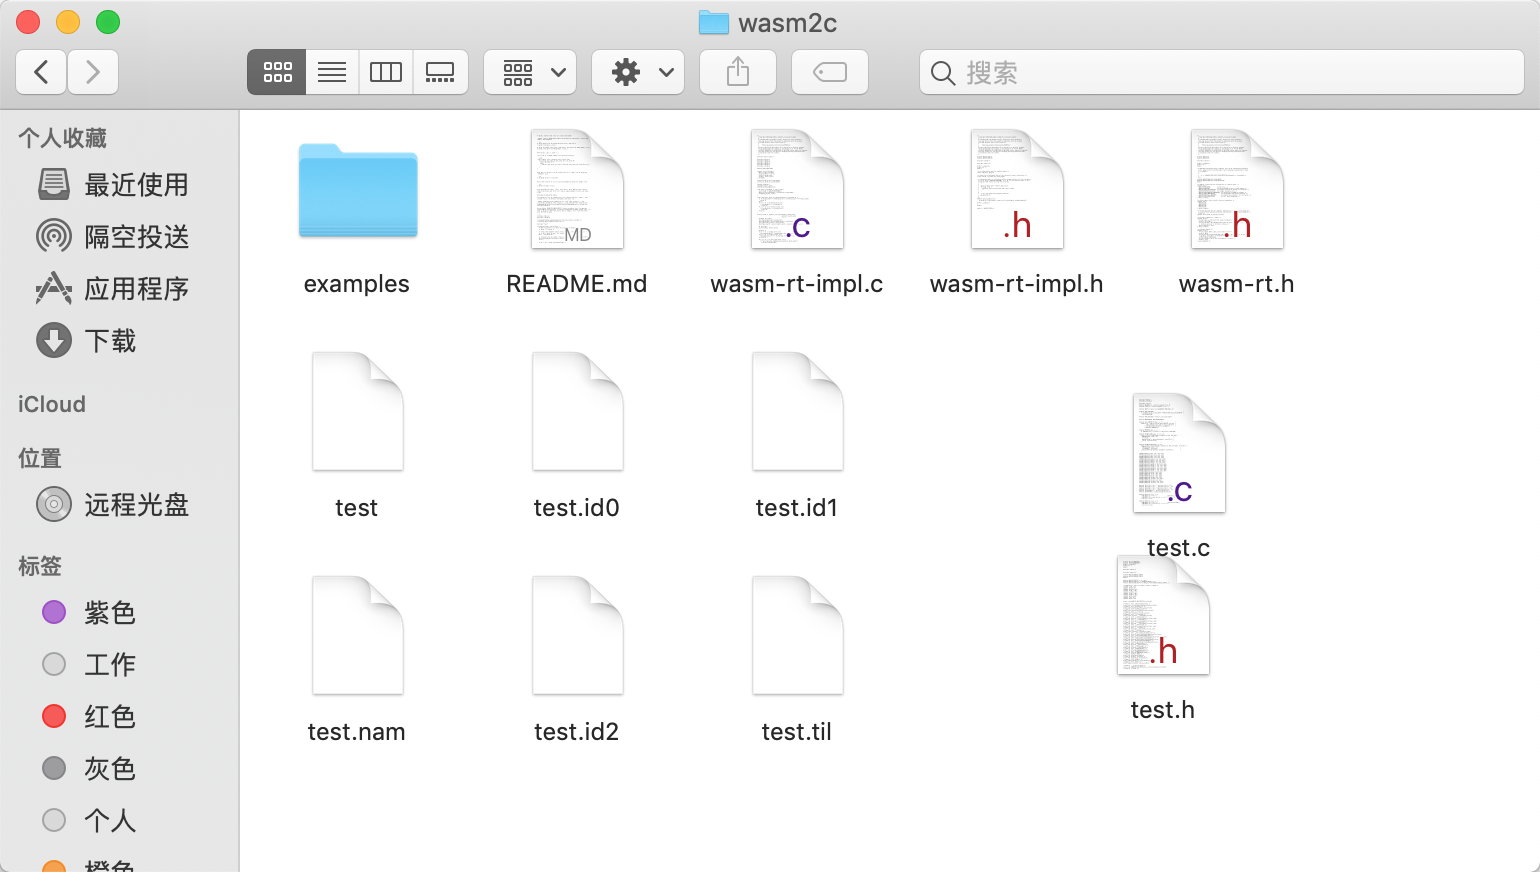 wasm2c
搜索
个人收藏
最近使用
隔空投送
应用程序
下载
iCloud
位置
远程光盘
标签
紫色
工作
红色
灰色
个人
橙色
examples
MD
README.md
.c
wasm-rt-impl.c
.h
wasm-rt-impl.h
.h
wasm-rt.h
test
test.id0
test.id1
.c
test.c
test.nam
test.id2
test.til
.h
test.h